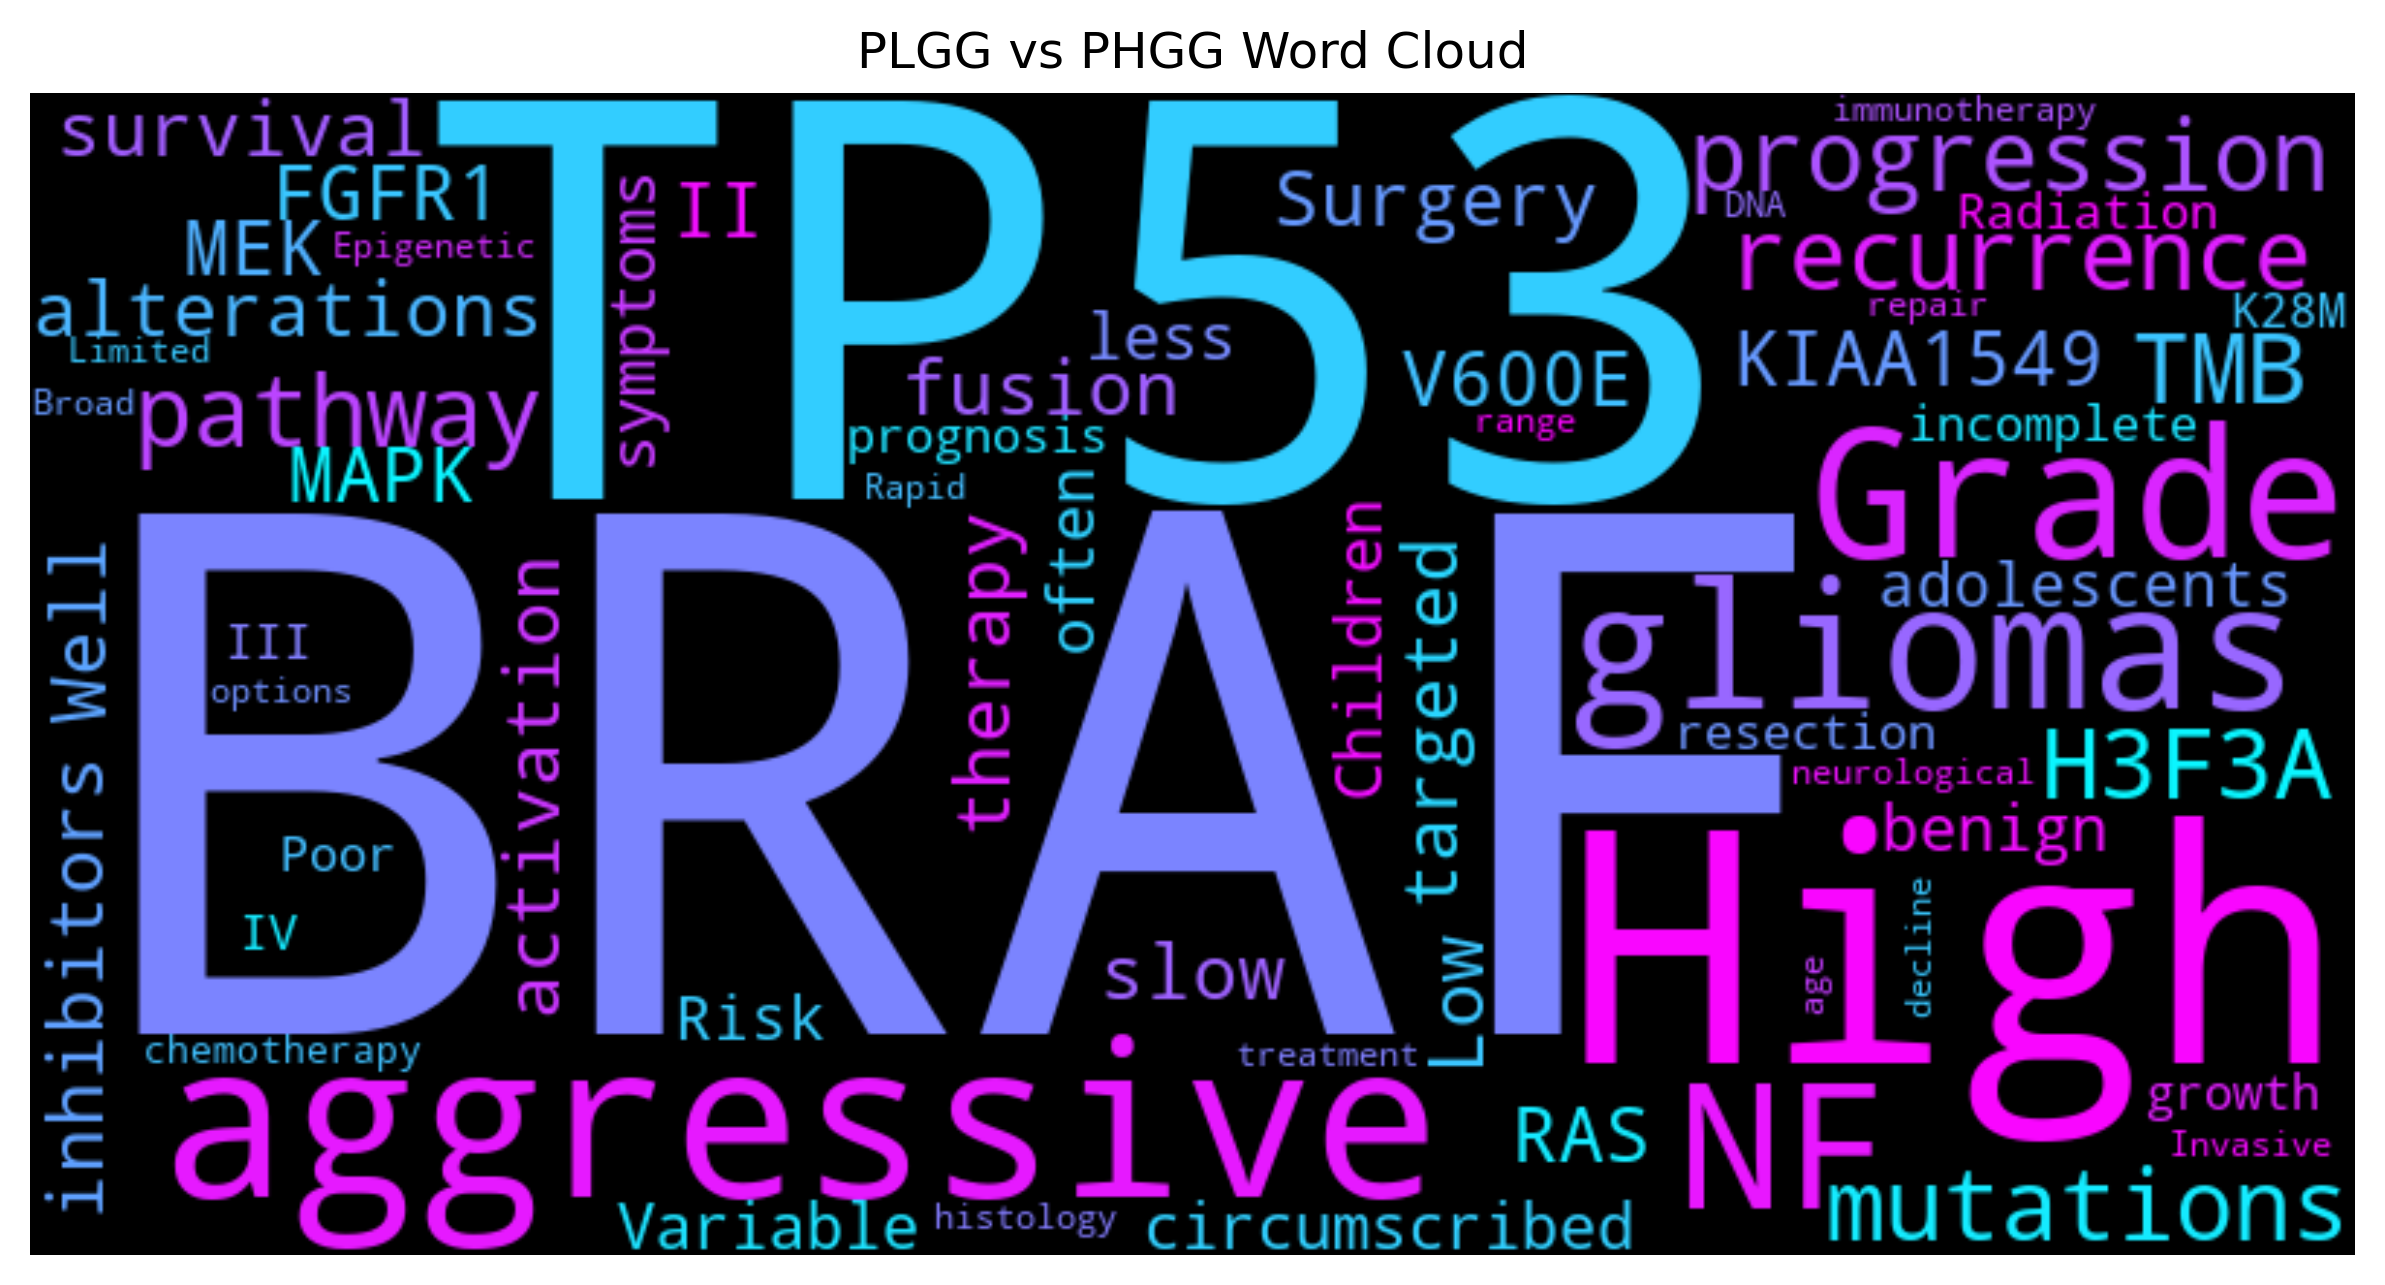 PLGG vs PHGG Word Cloud
survival
TP53
immunotherapy
progression
FGFR1
symptoms
II
Surgery
DNA
Radiation
MEK
Epigenetic
recurrence
alterations
repair
K28M
Limited
less
KIAA1549
TMB
Broad
pathway
fusion
V600E
range
incomplete
prognosis
MAPK
Rapid
often
Grade
BRAF
Well
activation
therapy
Children
targeted
adolescents
gliomas
III
options
resection
H3F3A
neurological
inhibitors
benign
Poor
High
IV
decline
age
slow
Low
Risk
chemotherapy
treatment
aggressive
growth
RAS
NF
Invasive
mutations
Variable
histology
circumscribed